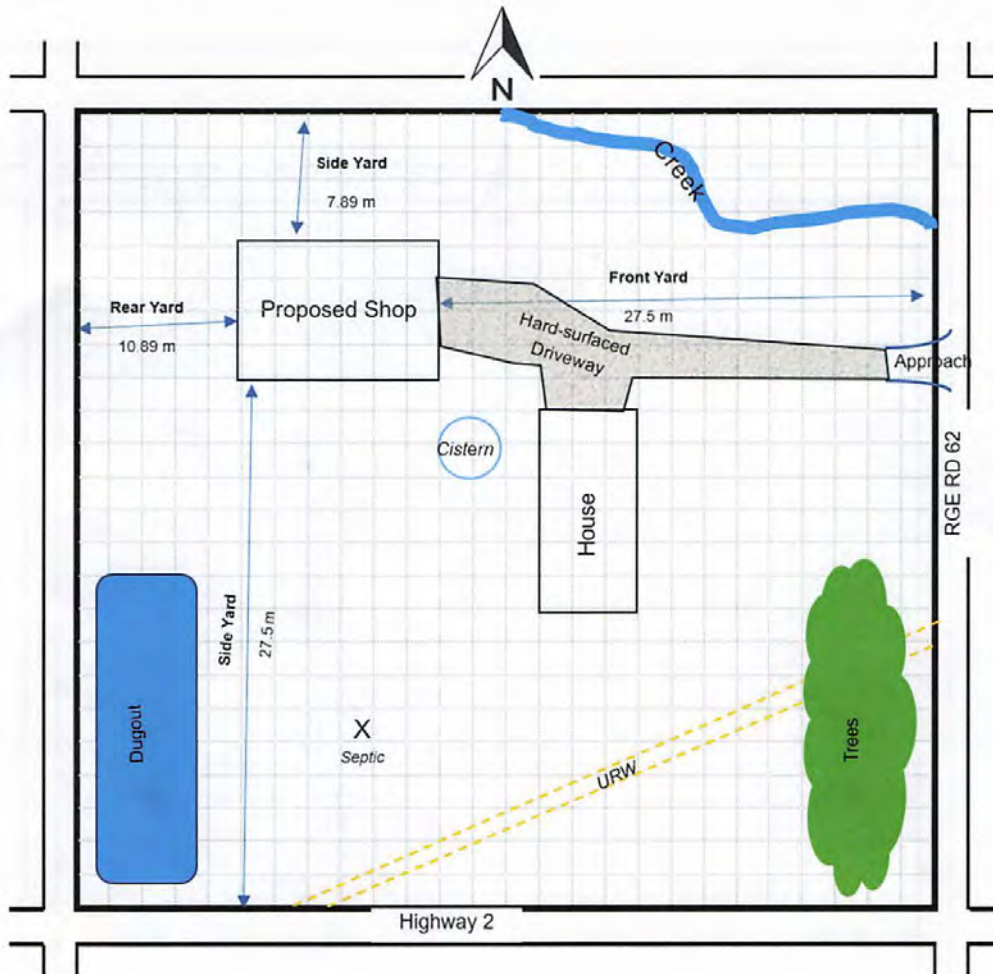 N
Side Yard
7.89 m
Creek
Front Yard
27.5 m
Rear Yard
10.89 m
Proposed Shop
Hard-surfaced
Driveway
Approach
Cistern
House
RGE RD 62
Side Yard
27.5 m
Dugout
X
Septic
URW
Trees
Highway 2